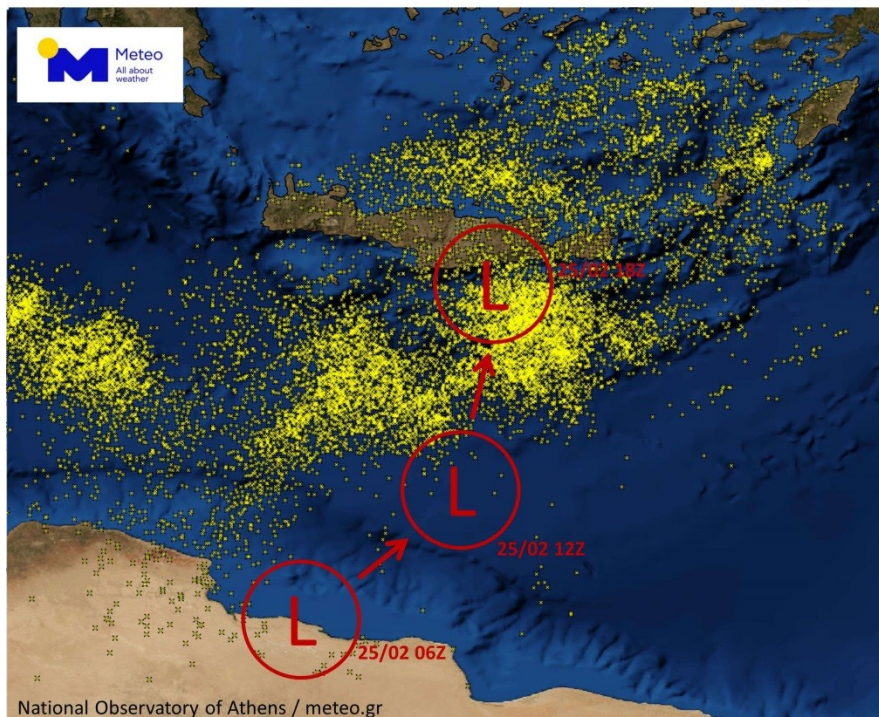 Meteo
All about
weather
L
25/02 18Z
L
25/02 12Z
L
25/02 06Z
National Observatory of Athens / meteo.gr